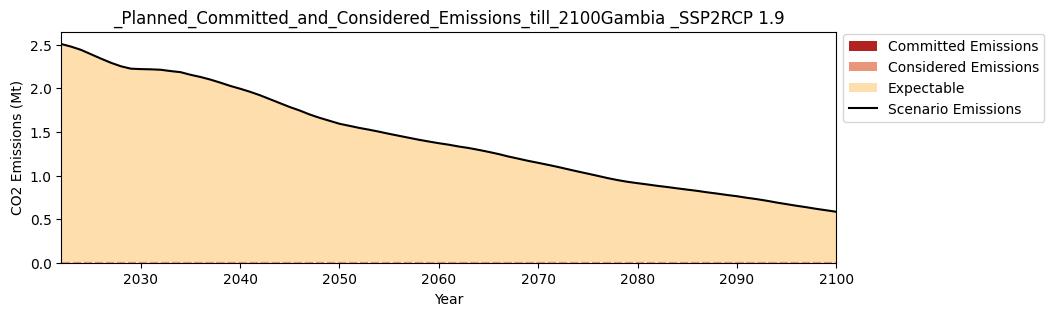 _Planned_Committed_and_Considered_Emissions_till_2100Gambia _SSP2RCP 1.9
CO2 Emissions (Mt)
2.5
2.0
1.5
1.0
0.5
0.0
2030 2040 2050 2060 2070 2080 2090 2100
Year
Committed Emissions
Considered Emissions
Expectable
Scenario Emissions